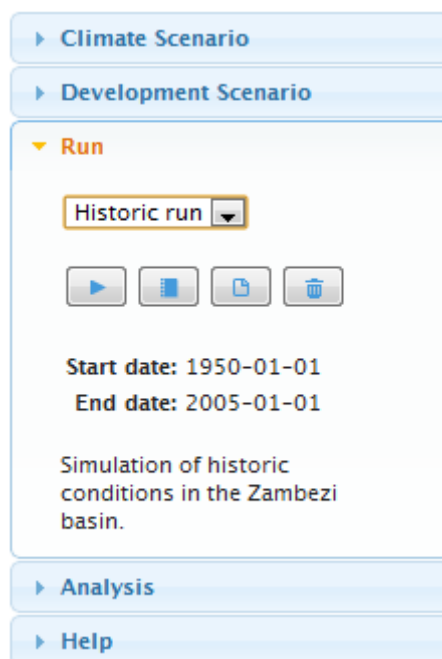 Climate Scenario
Development Scenario
Run
Historic run
Start date: 1950-01-01
End date: 2005-01-01
Simulation of historic
conditions in the Zambezi
basin.
Analysis
Help